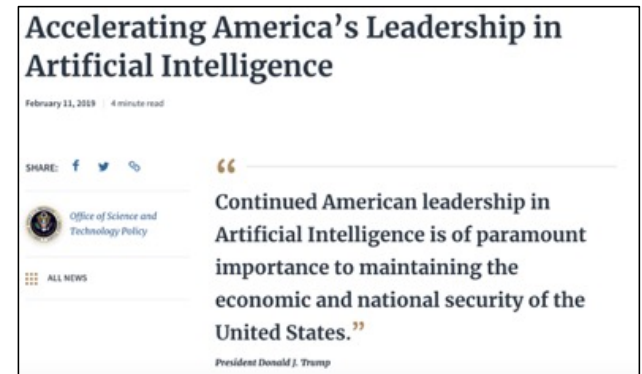 Accelerating America’s Leadership in
Artificial Intelligence
February 11, 2019 | 4 minute read
SHARE:
Office of Science and
Technology Policy
ALL NEWS
“
Continued American leadership in
Artificial Intelligence is of paramount
importance to maintaining the
economic and national security of the
United States.”
President Donald J. Trump